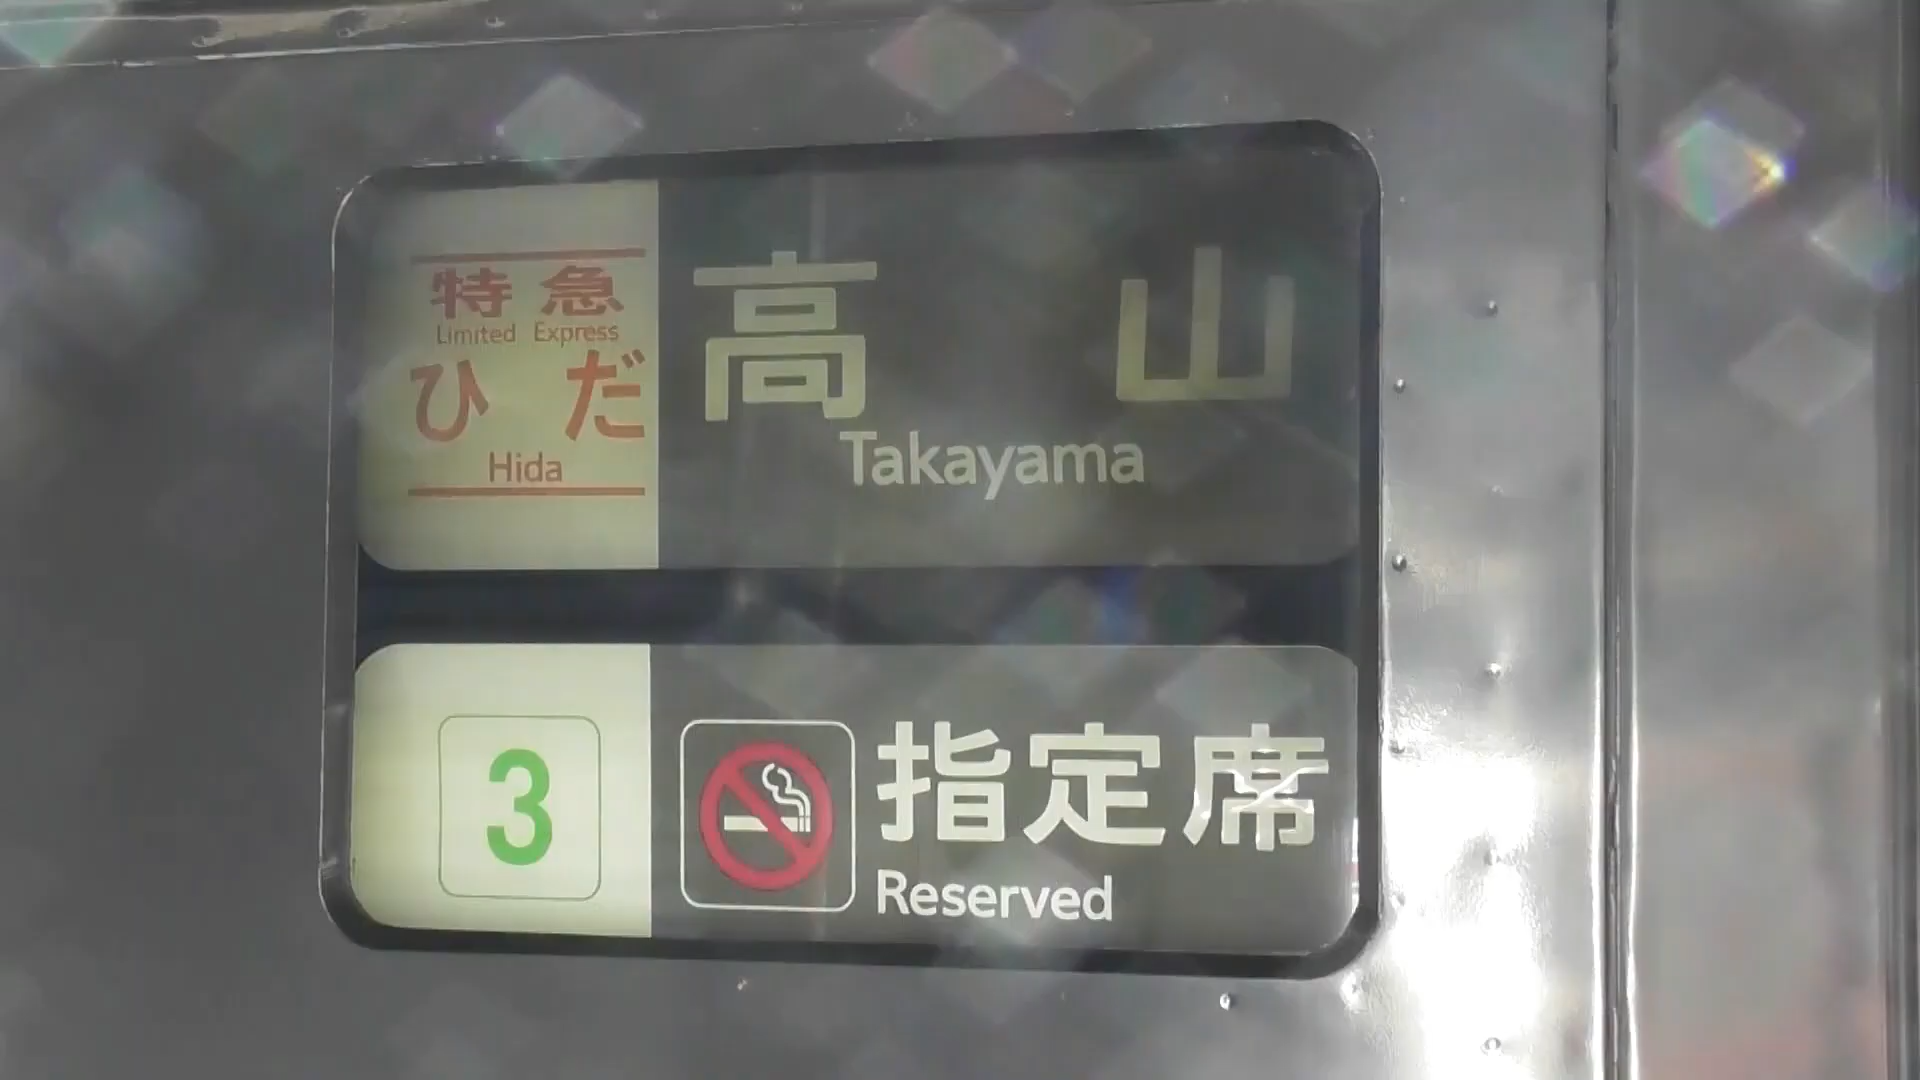 特急
Limited Express
ひだ
Hida
高山
Takayama
3
指定席
Reserved